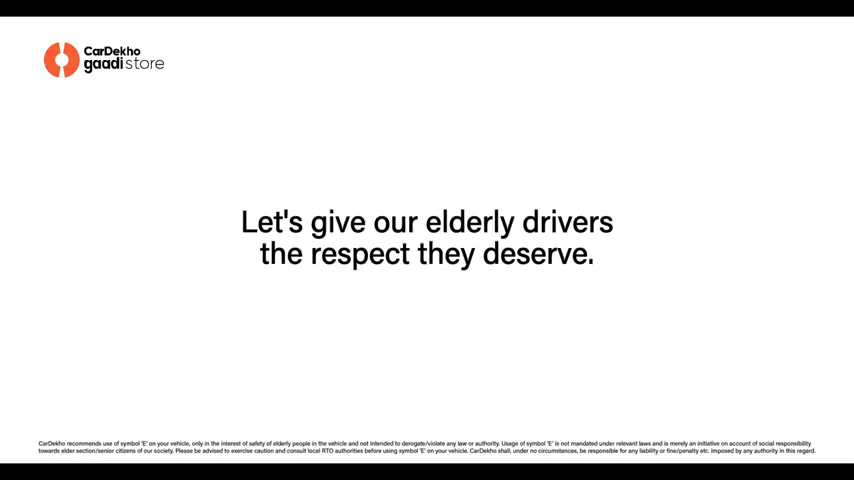 CarDekho
gaadi store
Let's give our elderly drivers
the respect they deserve.
CarDekho recommends use of symbol 'E' on your vehicle, only in the interest of safety of elderly people in the vehicle and not intended to derogate/violate any law or authority. Usage of symbol 'E' is not mandated under relevant laws and is merely an initiative on account of social responsibility
towards elder section/senior citizens of our society. Please be advised to exercise caution and consult local RTO authorities before using symbol 'E' on your vehicle. CarDekho shall, under no circumstances, be responsible for any liability or fine/penalty etc. imposed by any authority in this regard.